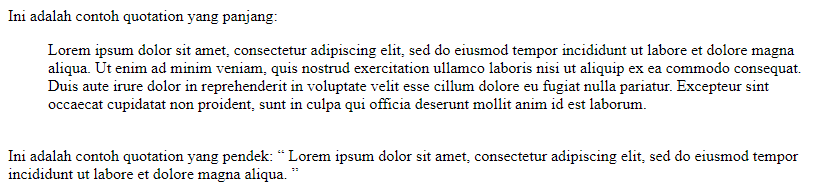 Ini adalah contoh quotation yang panjang:
Lorem ipsum dolor sit amet, consectetur adipiscing elit, sed do eiusmod tempor incididunt ut labore et dolore magna
aliqua. Ut enim ad minim veniam, quis nostrud exercitation ullamco laboris nisi ut aliquip ex ea commodo consequat.
Duis aute irure dolor in reprehenderit in voluptate velit esse cillum dolore eu fugiat nulla pariatur. Excepteur sint
occaecat cupidatat non proident, sunt in culpa qui officia deserunt mollit anim id est laborum.
Ini adalah contoh quotation yang pendek: “ Lorem ipsum dolor sit amet, consectetur adipiscing elit, sed do eiusmod tempor
incididunt ut labore et dolore magna aliqua. ”